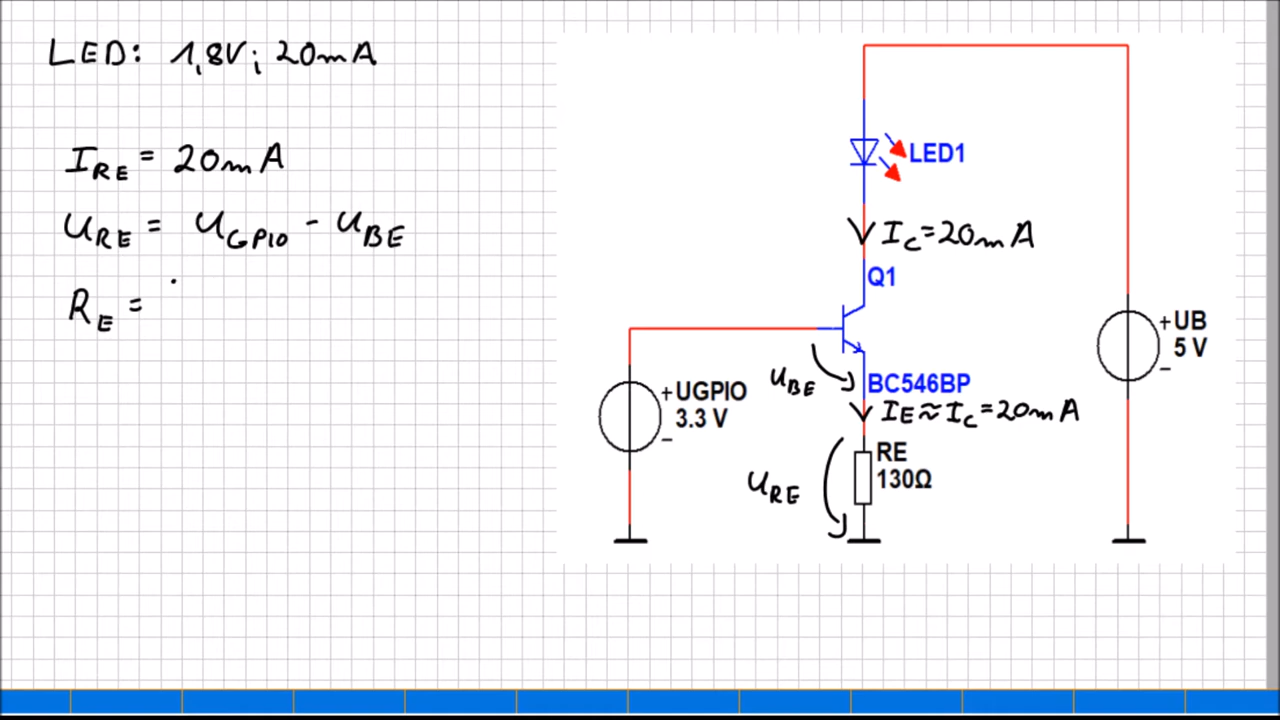 LED: 1,8V; 20mA
I_RE = 20mA
U_RE = U_GPIO - U_BE
R_E =
LED1
I_C = 20mA
Q1
+ UB
5 V
-
U_BE
BC546BP
+ UGPIO
3.3 V
-
I_E ≈ I_C = 20mA
RE
130Ω
U_RE